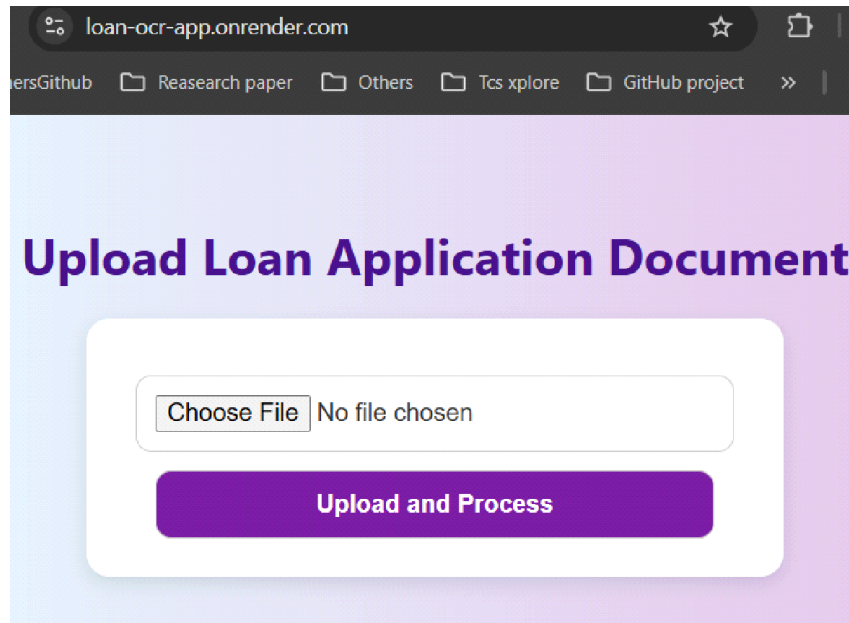 loan-ocr-app.onrender.com
ersGithub Reasearch paper Others Tcs xplore GitHub project »
Upload Loan Application Document
Choose File No file chosen
Upload and Process